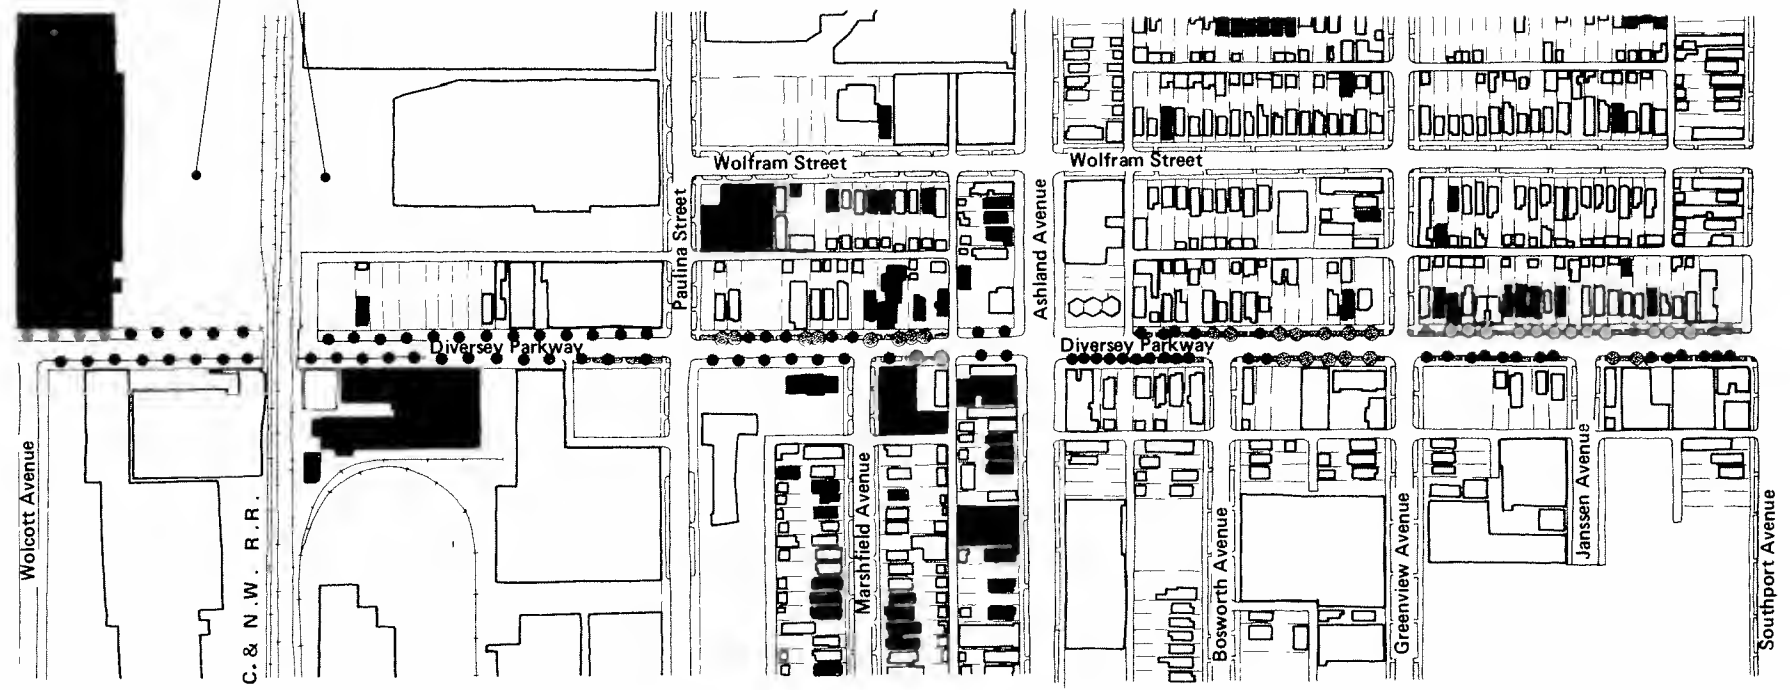 Wolfram Street
Wolfram Street
Paulina Street
Ashland Avenue
Diversey Parkway
Diversey Parkway
Wolcott Avenue
C. & N.W. R.R.
Marshfield Avenue
Bosworth Avenue
Greenview Avenue
Janssen Avenue
Southport Avenue